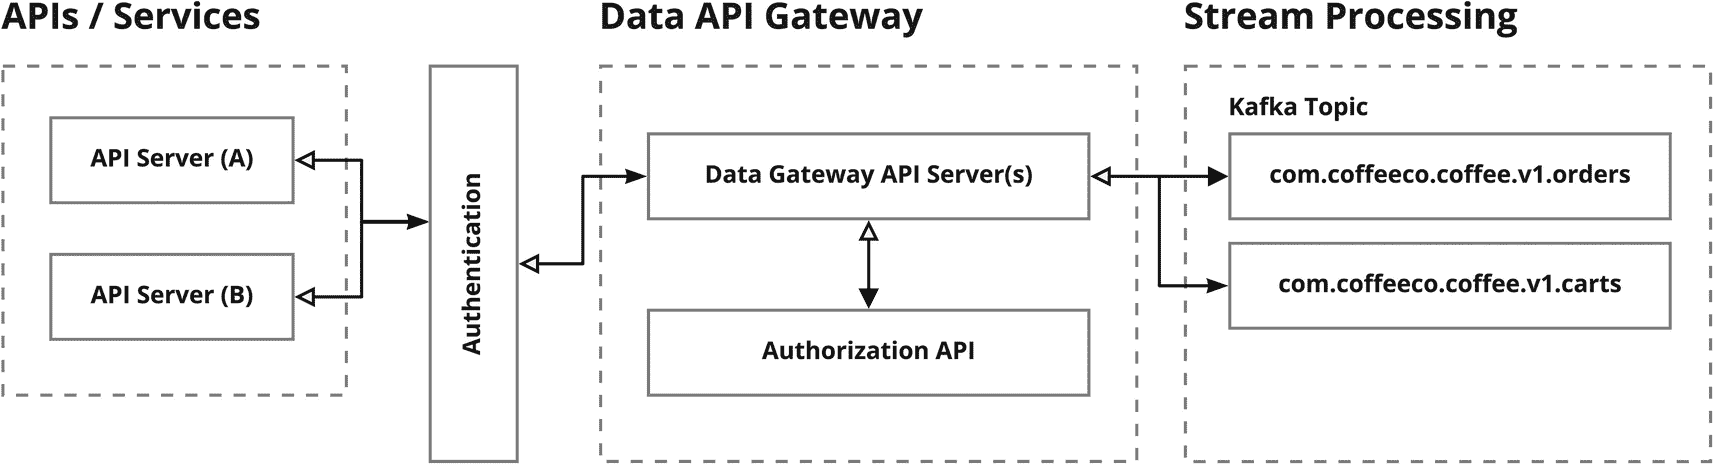 APIs / Services
API Server (A)
API Server (B)
Authentication
Data API Gateway
Data Gateway API Server(s)
Authorization API
Stream Processing
Kafka Topic
com.coffeeco.coffee.v1.orders
com.coffeeco.coffee.v1.carts